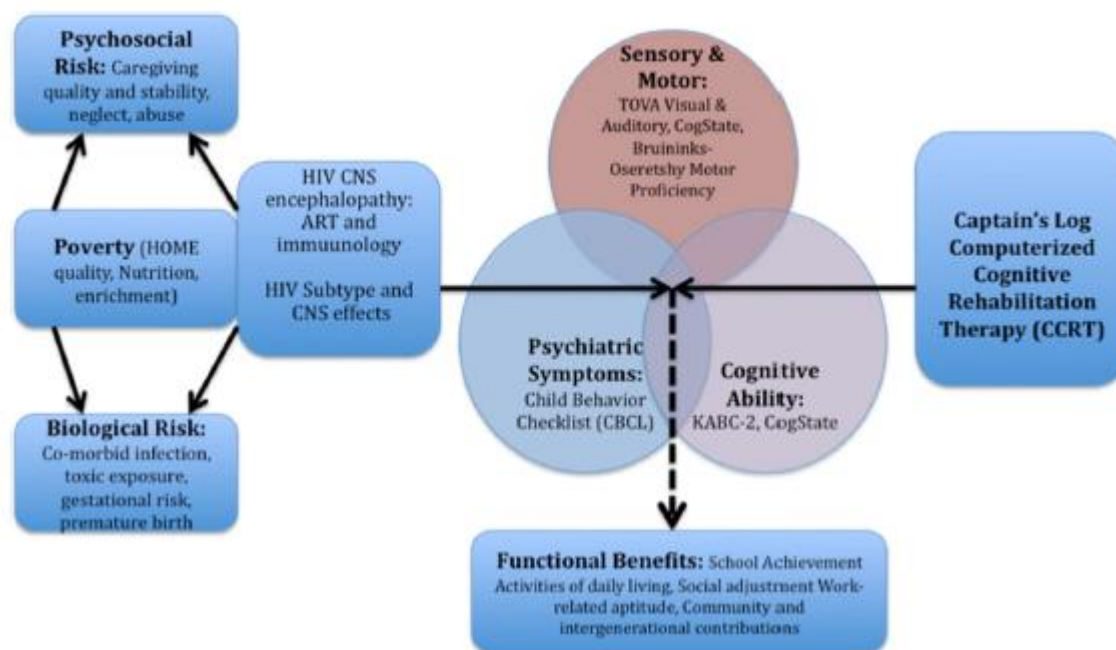 Psychosocial
Risk: Caregiving
quality and stability,
neglect, abuse
Poverty (HOME
quality, Nutrition,
enrichment)
HIV CNS
encephalopathy:
ART and
immuunology
HIV Subtype and
CNS effects
Biological Risk:
Co-morbid infection,
toxic exposure,
gestational risk,
premature birth
Sensory &
Motor:
TOVA Visual &
Auditory, CogState,
Bruininks-
Oseretshy Motor
Proficiency
Psychiatric
Symptoms:
Child Behavior
Checklist (CBCL)
Cognitive
Ability:
KABC-2, CogState
Captain's Log
Computerized
Cognitive
Rehabilitation
Therapy (CCRT)
Functional Benefits: School Achievement
Activities of daily living, Social adjustment Work-
related aptitude, Community and
intergenerational contributions